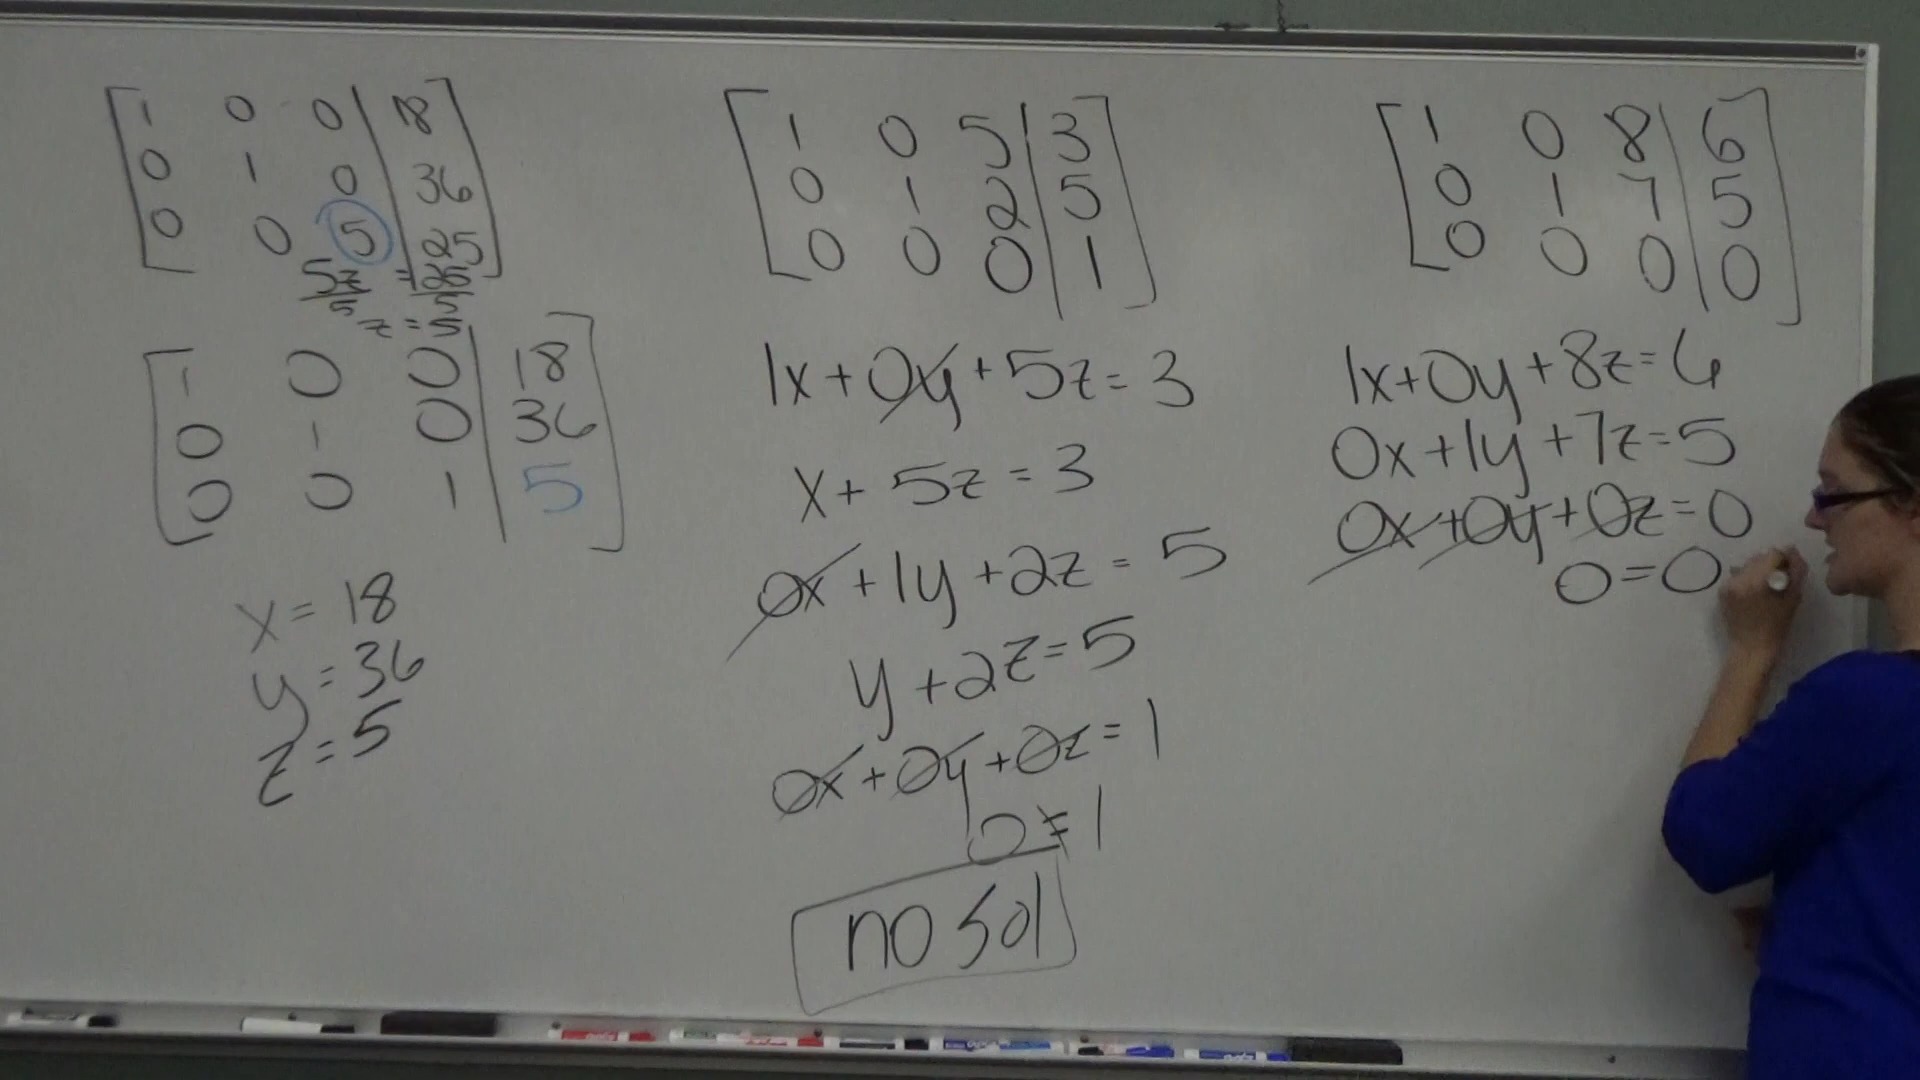 1 0 0 | 18
0 1 0 | 36
0 0 5 | 25
5z = 25
5 5
z = 5
1 0 0 | 18
0 1 0 | 36
0 0 1 | 5
x = 18
y = 36
z = 5
1 0 5 | 3
0 1 2 | 5
0 0 0 | 1
1x + 0y + 5z = 3
x + 5z = 3
0x + 1y + 2z = 5
y + 2z = 5
0x + 0y + 0z = 1
0 ≠ 1
no sol
1 0 8 | 6
0 1 7 | 5
0 0 0 | 0
1x + 0y + 8z = 6
0x + 1y + 7z = 5
0x + 0y + 0z = 0
0 = 0